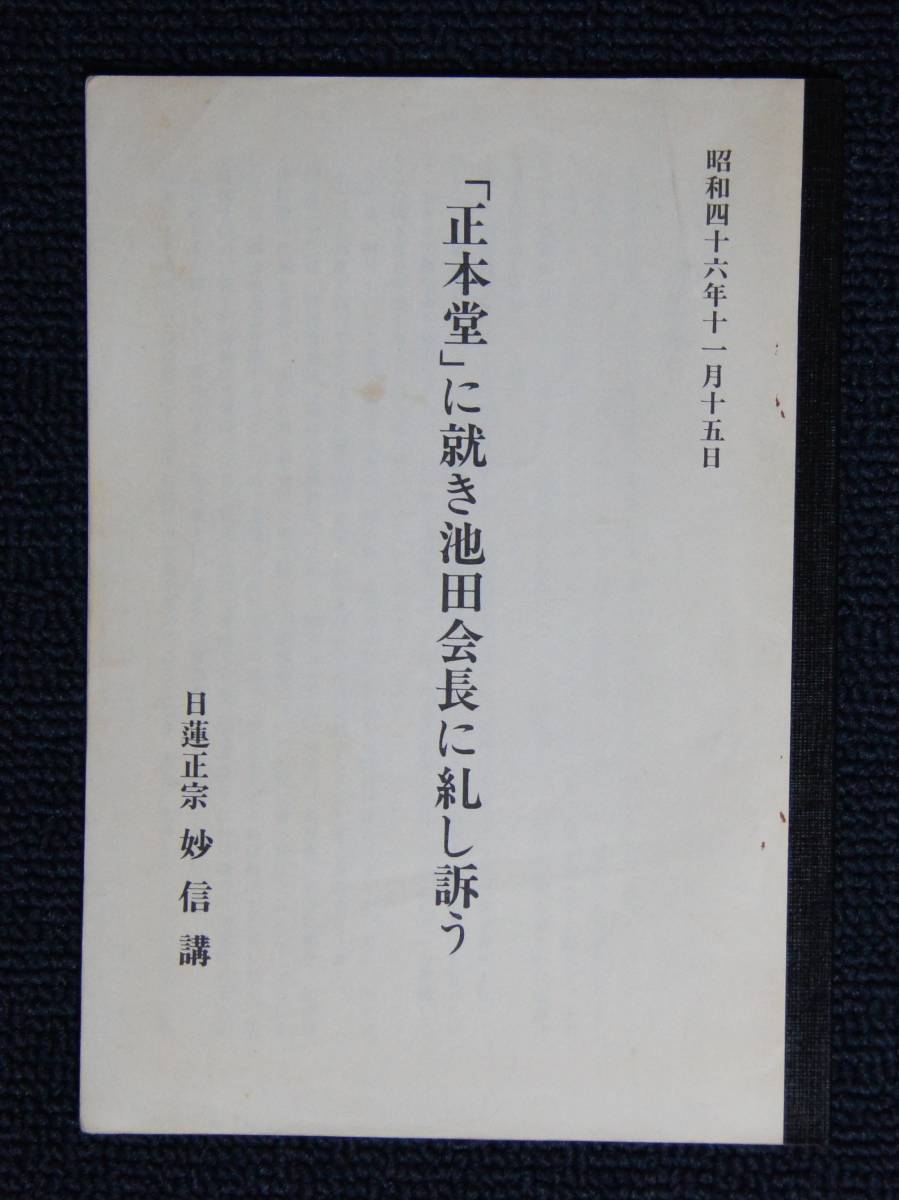 昭和四十六年十一月十五日
「正本堂」に就き池田会長に糺し訴う
日蓮正宗 妙信講